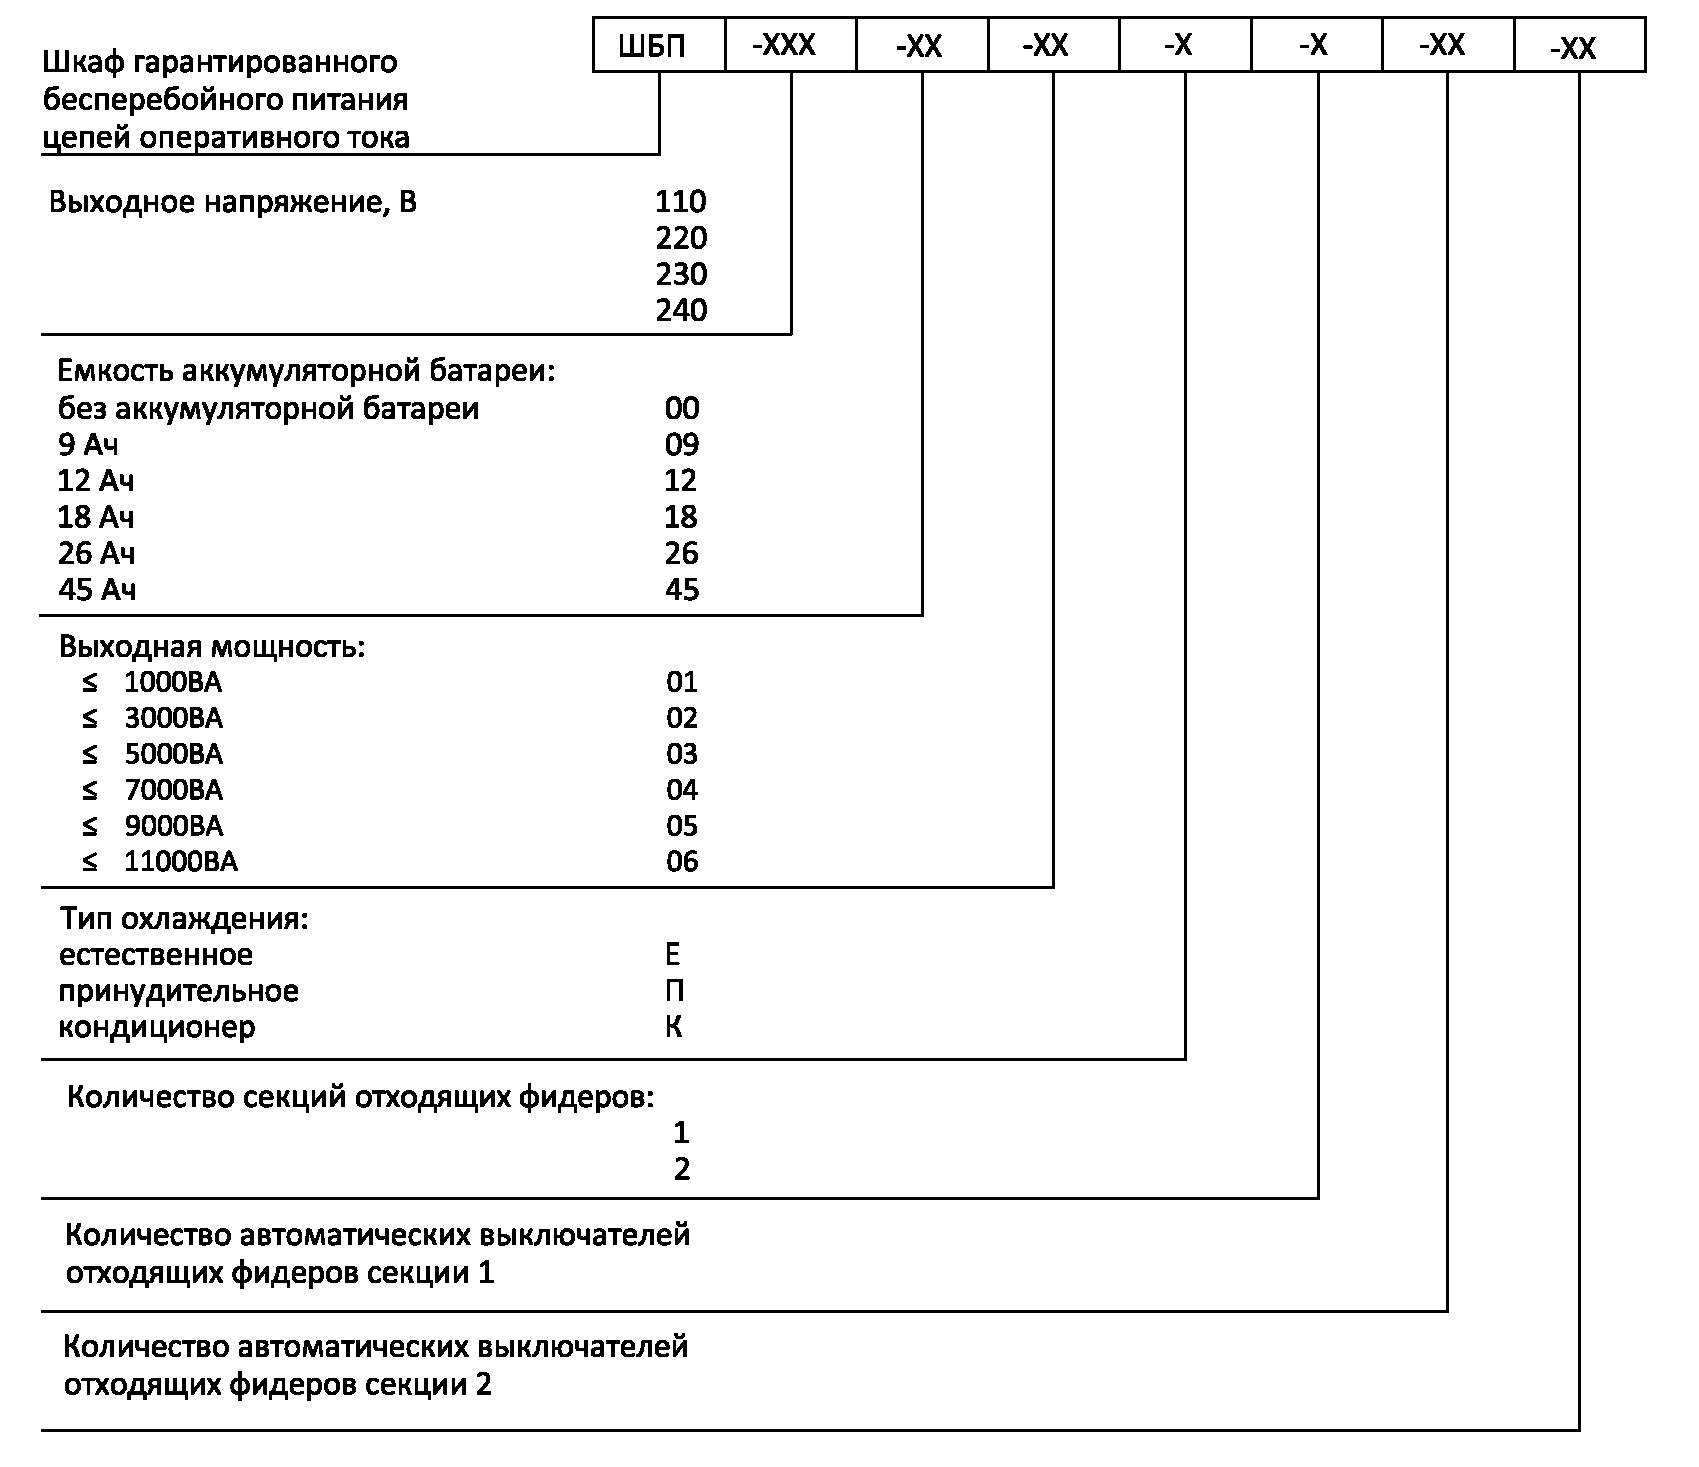 ШБП -XXX -XX -XX -X -X -XX -XX
Шкаф гарантированного
бесперебойного питания
цепей оперативного тока
Выходное напряжение, В 110
220
230
240
Емкость аккумуляторной батареи:
без аккумуляторной батареи 00
9 Ач 09
12 Ач 12
18 Ач 18
26 Ач 26
45 Ач 45
Выходная мощность:
≤ 1000ВА 01
≤ 3000ВА 02
≤ 5000ВА 03
≤ 7000ВА 04
≤ 9000ВА 05
≤ 11000ВА 06
Тип охлаждения:
естественное Е
принудительное П
кондиционер К
Количество секций отходящих фидеров:
1
2
Количество автоматических выключателей
отходящих фидеров секции 1
Количество автоматических выключателей
отходящих фидеров секции 2